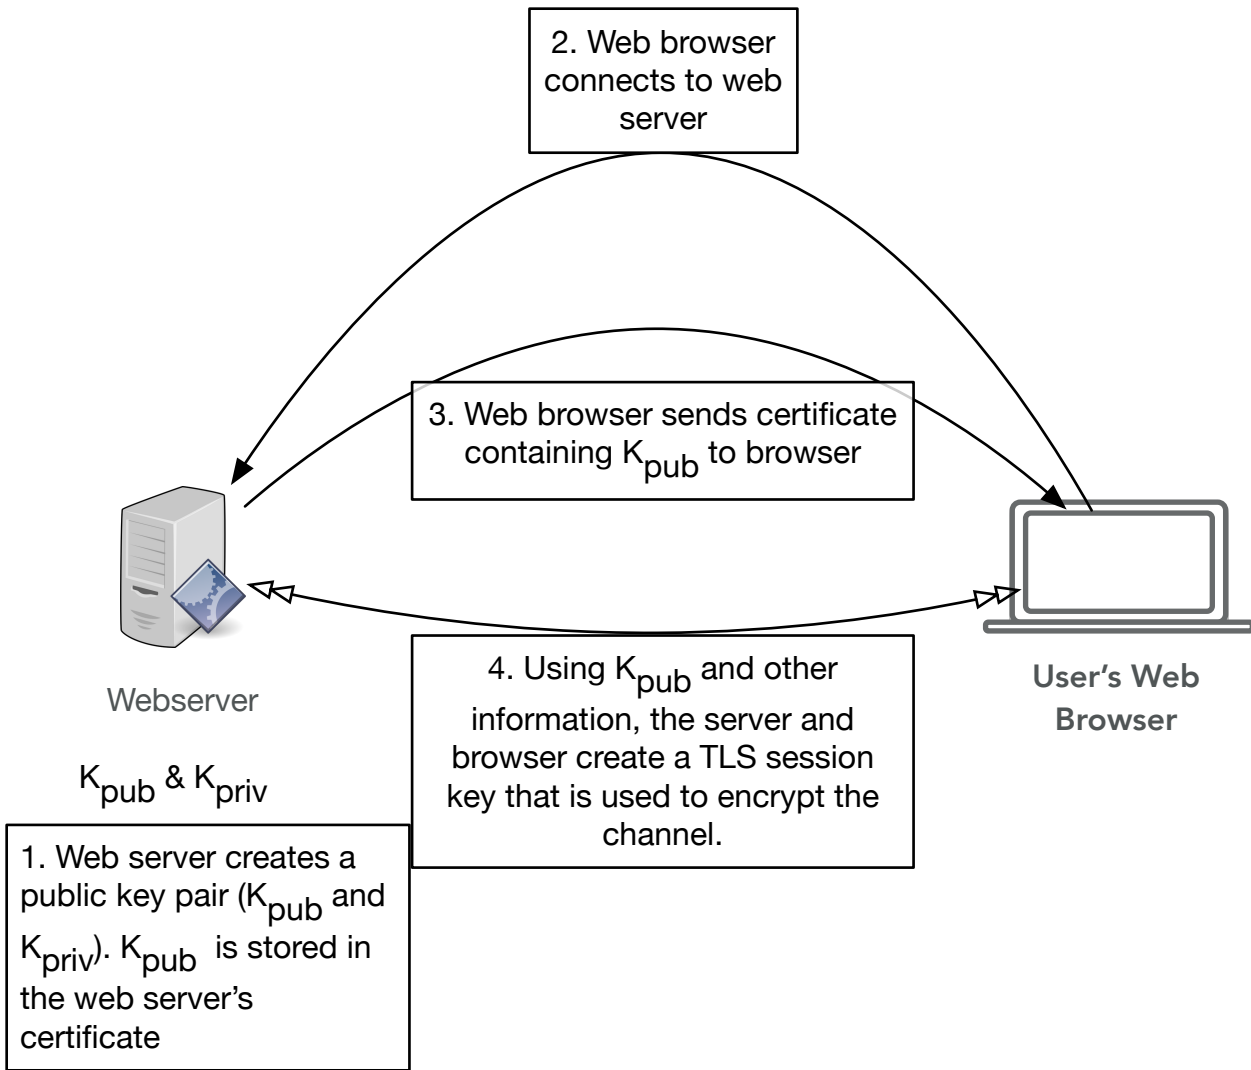 2. Web browser
connects to web
server
3. Web browser sends certificate
containing Kpub to browser
Webserver
Kpub & Kpriv
1. Web server creates a
public key pair (Kpub and
Kpriv). Kpub is stored in
the web server’s
certificate
4. Using Kpub and other
information, the server and
browser create a TLS session
key that is used to encrypt the
channel.
User's Web
Browser